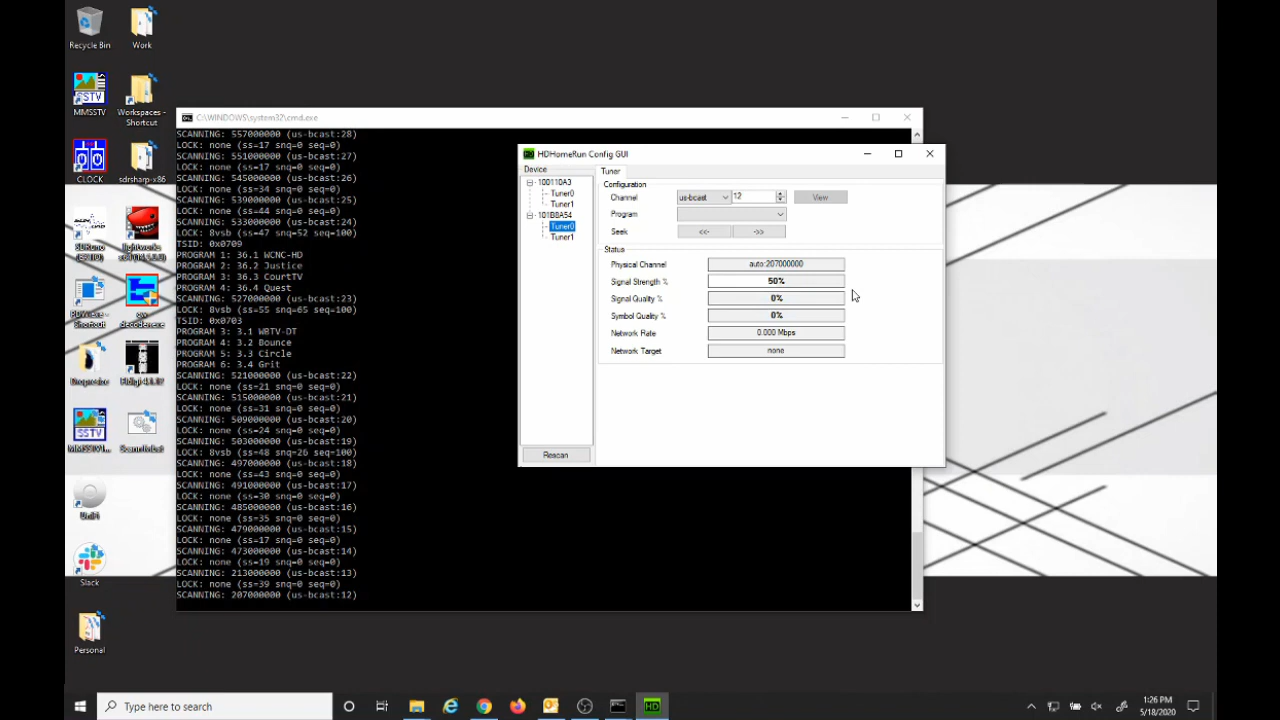 Recycle Bin
Work
MMSSTV
Workspaces -
Shortcut
CLOCK
sdrsharp-x86
Shortcut
Fldigi 4.1.07
Slack
Personal
C:\WINDOWS\system32\cmd.exe
SCANNING: 557000000 (us-bcast:28)
LOCK: none (ss=17 snq=0 seq=0)
SCANNING: 551000000 (us-bcast:27)
LOCK: none (ss=17 snq=0 seq=0)
SCANNING: 545000000 (us-bcast:26)
LOCK: none (ss=34 snq=0 seq=0)
SCANNING: 539000000 (us-bcast:25)
LOCK: none (ss=44 snq=0 seq=0)
SCANNING: 533000000 (us-bcast:24)
LOCK: 8vsb (ss=47 snq=52 seq=100)
TSID: 0x0709
PROGRAM 1: 36.1 WCNC-HD
PROGRAM 2: 36.2 Justice
PROGRAM 3: 36.3 CourtTV
PROGRAM 4: 36.4 Quest
SCANNING: 527000000 (us-bcast:23)
LOCK: 8vsb (ss=55 snq=65 seq=100)
TSID: 0x0703
PROGRAM 3: 3.1 WBTV-DT
PROGRAM 4: 3.2 Bounce
PROGRAM 5: 3.3 Circle
PROGRAM 6: 3.4 Grit
SCANNING: 521000000 (us-bcast:22)
LOCK: none (ss=21 snq=0 seq=0)
SCANNING: 515000000 (us-bcast:21)
LOCK: none (ss=31 snq=0 seq=0)
SCANNING: 509000000 (us-bcast:20)
LOCK: none (ss=24 snq=0 seq=0)
SCANNING: 503000000 (us-bcast:19)
LOCK: 8vsb (ss=48 snq=26 seq=100)
SCANNING: 497000000 (us-bcast:18)
LOCK: none (ss=43 snq=0 seq=0)
SCANNING: 491000000 (us-bcast:17)
LOCK: none (ss=30 snq=0 seq=0)
SCANNING: 485000000 (us-bcast:16)
LOCK: none (ss=35 snq=0 seq=0)
SCANNING: 479000000 (us-bcast:15)
LOCK: none (ss=17 snq=0 seq=0)
SCANNING: 473000000 (us-bcast:14)
LOCK: none (ss=19 snq=0 seq=0)
SCANNING: 213000000 (us-bcast:13)
LOCK: none (ss=39 snq=0 seq=0)
SCANNING: 207000000 (us-bcast:12)
HDHomeRun Config GUI
Device
100110A3
Tuner0
Tuner1
101B8A54
Tuner0
Tuner1
Rescan
Tuner
Configuration
Channel us-bcast 12 View
Program
Seek <<- ->>
Status
Physical Channel auto:207000000
Signal Strength % 50%
Signal Quality % 0%
Symbol Quality % 0%
Network Rate 0.000 Mbps
Network Target none
Type here to search
HD
1:26 PM
5/18/2020